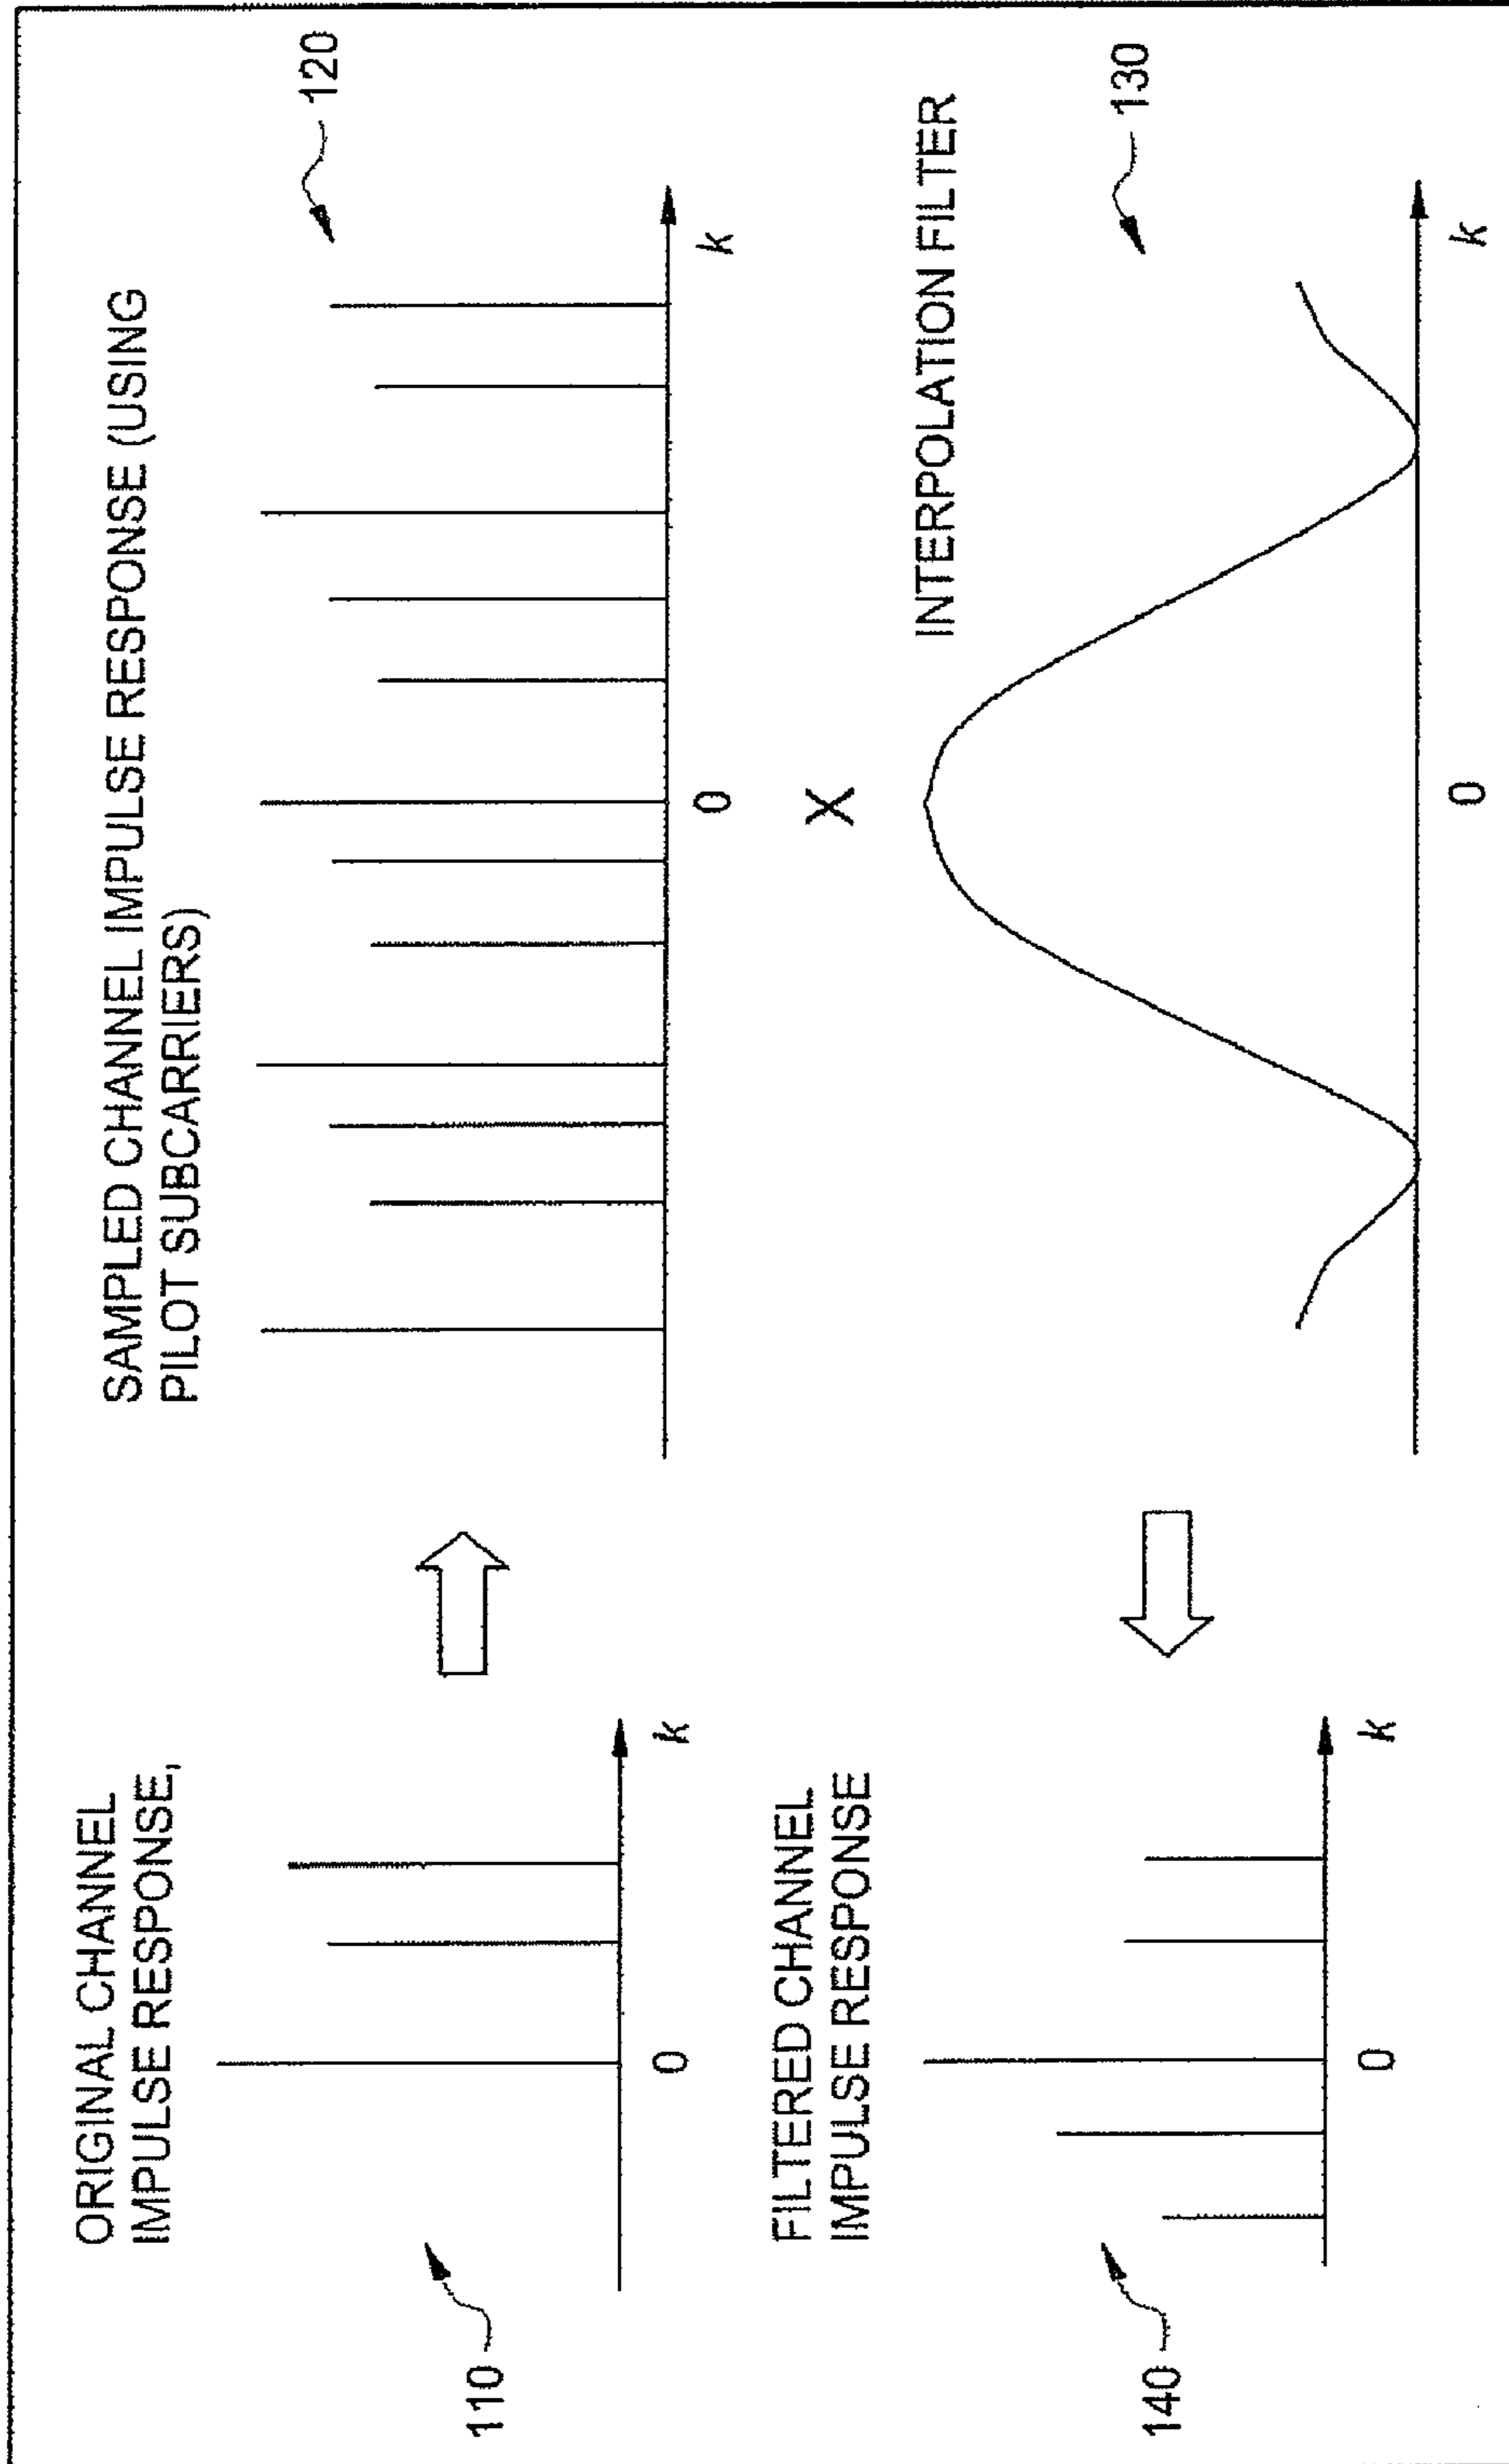 ORIGINAL CHANNEL
IMPULSE RESPONSE,
110
0
k
SAMPLED CHANNEL IMPULSE RESPONSE (USING
PILOT SUBCARRIERS)
120
0
k
X
INTERPOLATION FILTER
130
0
k
FILTERED CHANNEL
IMPULSE RESPONSE
140
0
k